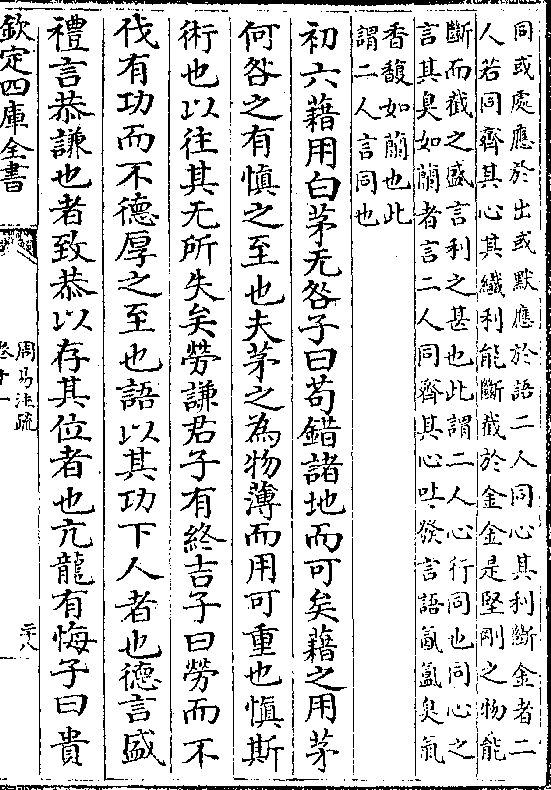 同或處應於出或默應於語二人同心其利斷金者二
人若同齊其心其纎利能斷截於金金是堅剛之物能
斷而截之盛言利之甚也此謂二人心行同也同心之
言其臭如蘭者言二人同齊其心吐發言語氤氳臭氣
香馥如蘭也此
謂二人言同也
初六藉用白茅无咎子曰苟錯諸地而可矣藉之用茅
何咎之有慎之至也夫茅之為物薄而用可重也慎斯
術也以往其无所失矣勞謙君子有終吉子曰勞而不
伐有功而不德厚之至也語以其功下人者也德言盛
禮言恭謙也者致恭以存其位者也亢龍有悔子曰貴
欽定四庫全書
周易注疏
卷十一
二十八